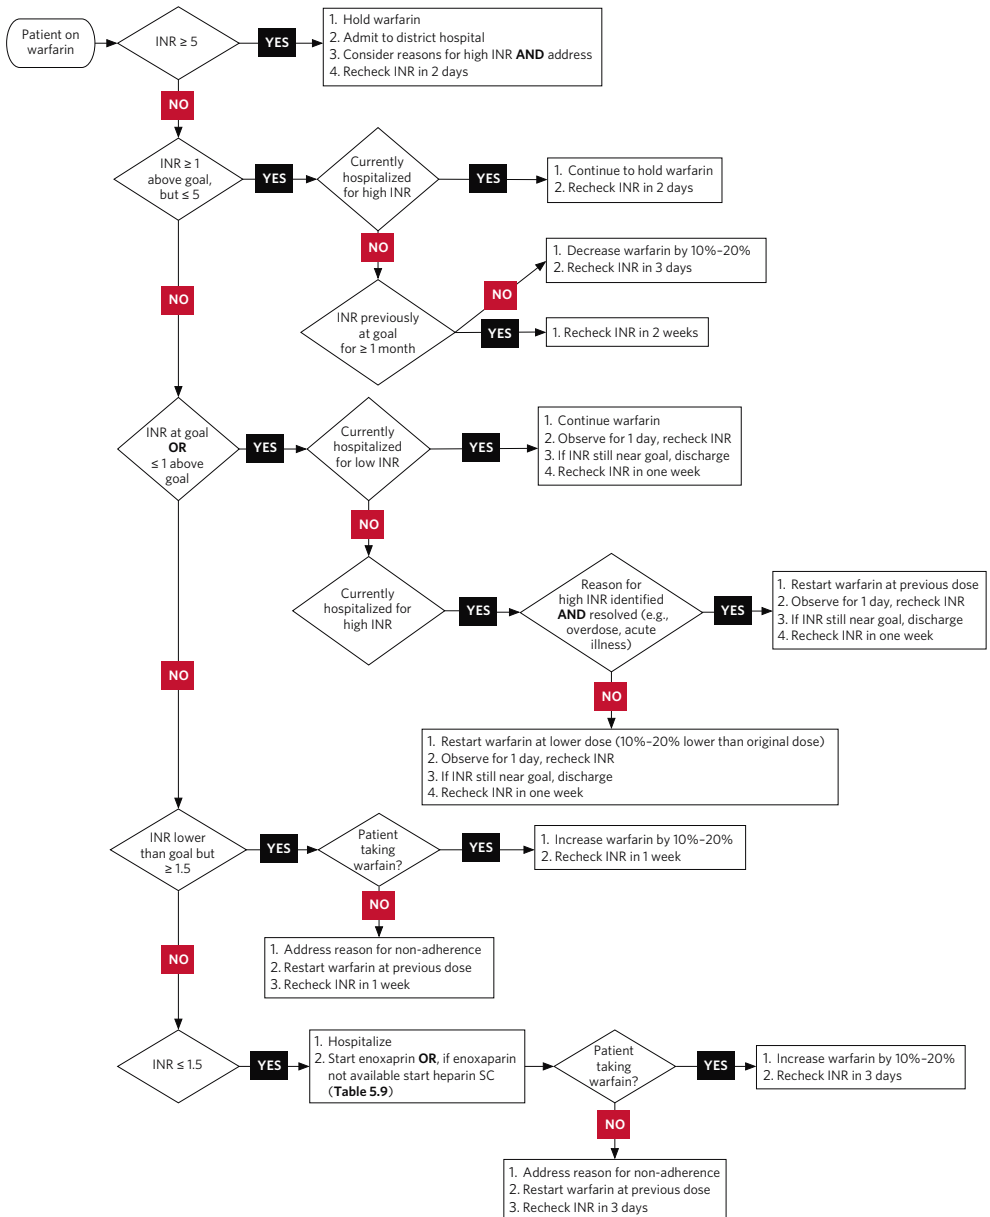 Patient on
warfarin
INR ≥ 5
YES
1. Hold warfarin
2. Admit to district hospital
3. Consider reasons for high INR AND address
4. Recheck INR in 2 days
NO
INR ≥ 1
above goal,
but ≤ 5
YES
Currently
hospitalized
for high INR
YES
1. Continue to hold warfarin
2. Recheck INR in 2 days
NO
NO
INR previously
at goal
for ≥ 1 month
NO
1. Decrease warfarin by 10%–20%
2. Recheck INR in 3 days
YES
1. Recheck INR in 2 weeks
INR at goal
OR
≤ 1 above
goal
YES
Currently
hospitalized
for low INR
YES
1. Continue warfarin
2. Observe for 1 day, recheck INR
3. If INR still near goal, discharge
4. Recheck INR in one week
NO
Currently
hospitalized for
high INR
YES
Reason for
high INR identified
AND resolved (e.g.,
overdose, acute
illness)
YES
1. Restart warfarin at previous dose
2. Observe for 1 day, recheck INR
3. If INR still near goal, discharge
4. Recheck INR in one week
NO
NO
1. Restart warfarin at lower dose (10%–20% lower than original dose)
2. Observe for 1 day, recheck INR
3. If INR still near goal, discharge
4. Recheck INR in one week
INR lower
than goal but
≥ 1.5
YES
Patient
taking
warfain?
YES
1. Increase warfarin by 10%–20%
2. Recheck INR in 1 week
NO
1. Address reason for non-adherence
2. Restart warfarin at previous dose
3. Recheck INR in 1 week
NO
INR ≤ 1.5
YES
1. Hospitalize
2. Start enoxaprin OR, if enoxaparin
not available start heparin SC
(Table 5.9)
Patient
taking
warfain?
YES
1. Increase warfarin by 10%–20%
2. Recheck INR in 3 days
NO
1. Address reason for non-adherence
2. Restart warfarin at previous dose
3. Recheck INR in 3 days